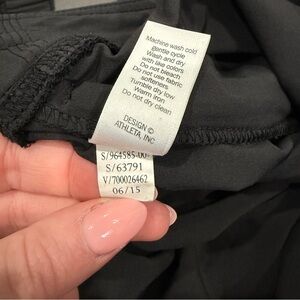 Machine wash cold
gentle cycle
Wash and dry
with like colors
Do not bleach
Do not use fabric
softeners
Tumble dry low
Warm iron
Do not dry clean
DESIGN ©
ATHLETA, INC.
S/964585-00
S/63791
V/700026462
06/15